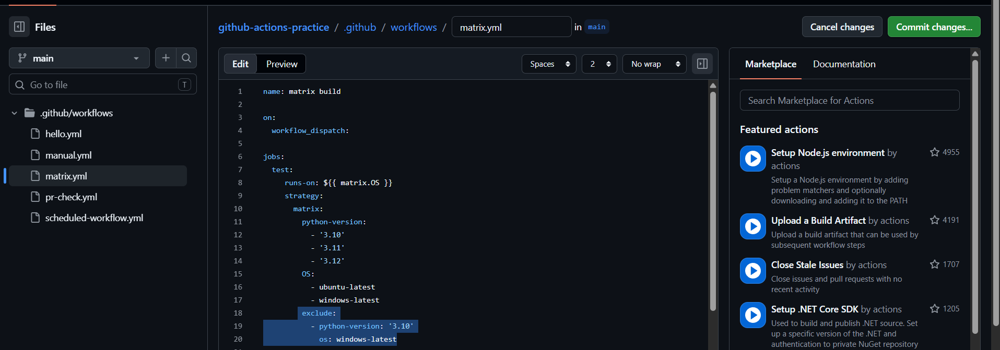 Files
main
Go to file
T
.github/workflows
hello.yml
manual.yml
matrix.yml
pr-check.yml
scheduled-workflow.yml
github-actions-practice / .github / workflows / matrix.yml in main
Cancel changes
Commit changes...
Edit
Preview
Spaces
2
No wrap
1 name: matrix build
2
3 on:
4   workflow_dispatch:
5
6 jobs:
7   test:
8      runs-on: ${{ matrix.OS }}
9      strategy:
10       matrix:
11         python-version:
12           - '3.10'
13           - '3.11'
14           - '3.12'
15         OS:
16           - ubuntu-latest
17           - windows-latest
18         exclude:
19           - python-version: '3.10'
20             os: windows-latest
Marketplace
Documentation
Search Marketplace for Actions
Featured actions
Setup Node.js environment by
actions
4955
Setup a Node.js environment by adding
problem matchers and optionally
downloading and adding it to the PATH
Upload a Build Artifact by actions
4191
Upload a build artifact that can be used by
subsequent workflow steps
Close Stale Issues by actions
1707
Close issues and pull requests with no
recent activity
Setup .NET Core SDK by actions
1205
Used to build and publish .NET source. Set
up a specific version of the .NET and
authentication to private NuGet repository